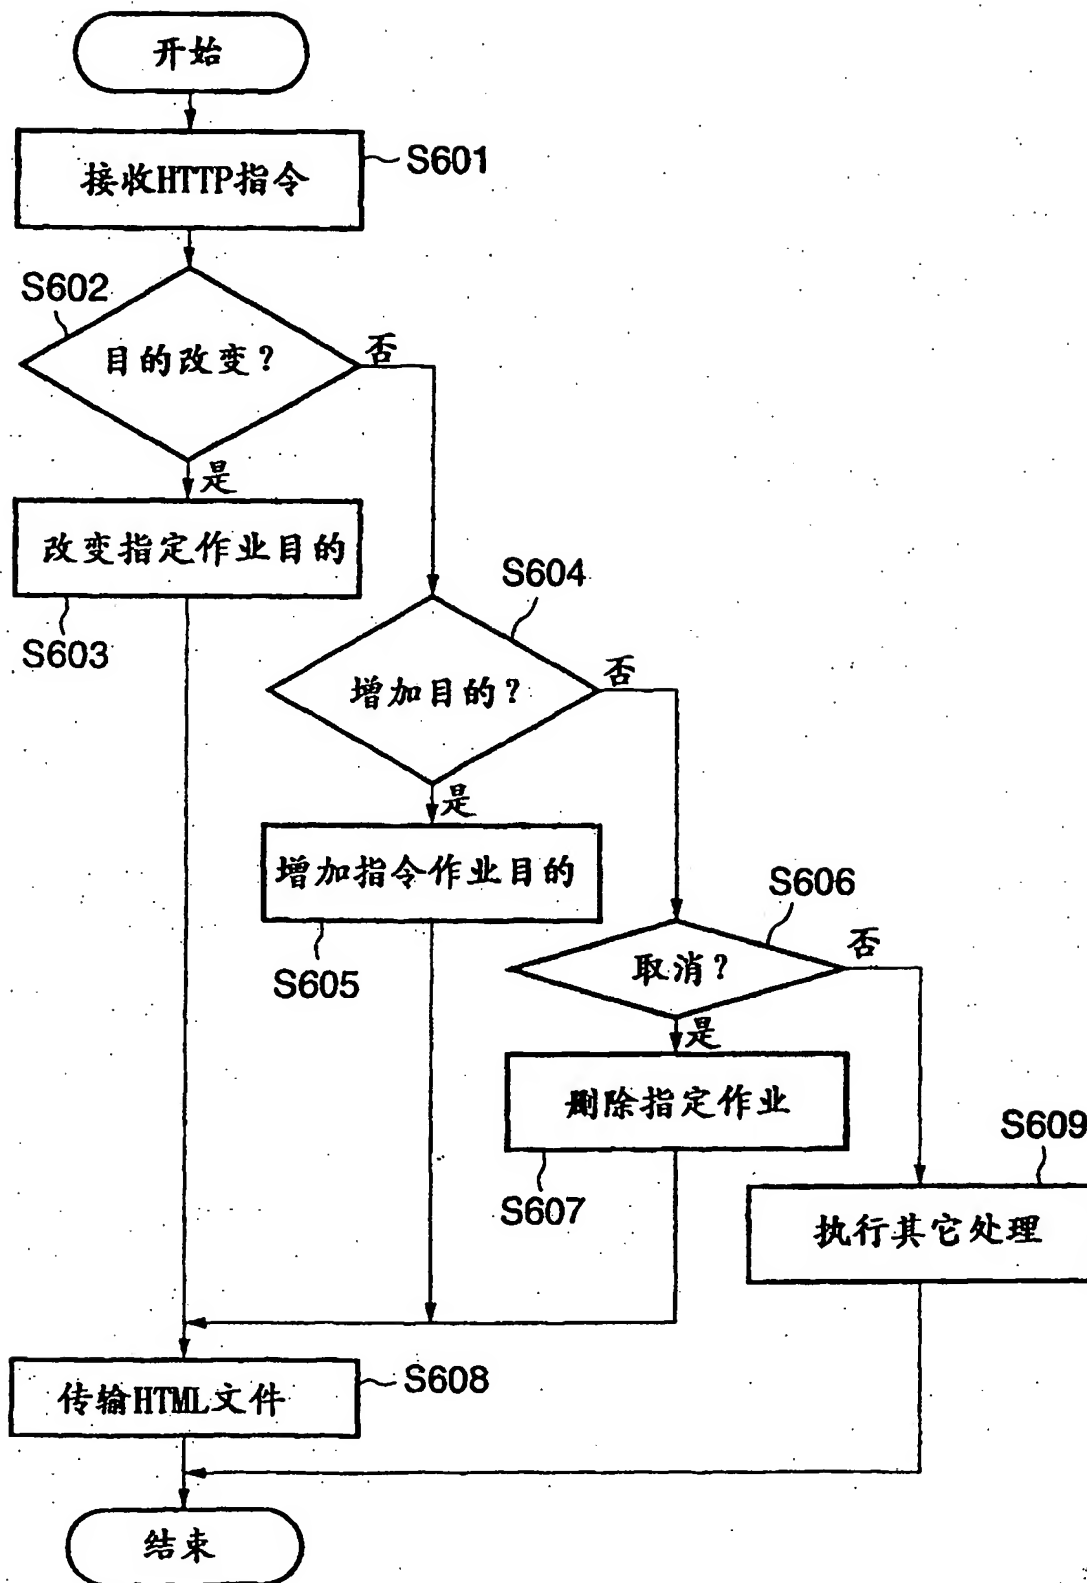 开始
接收HTTP指令
S601
S602
目的改变？
否
是
改变指定作业目的
S603
S604
增加目的？
否
是
增加指令作业目的
S605
S606
取消？
否
是
删除指定作业
S607
S609
执行其它处理
传输HTML文件
S608
结束